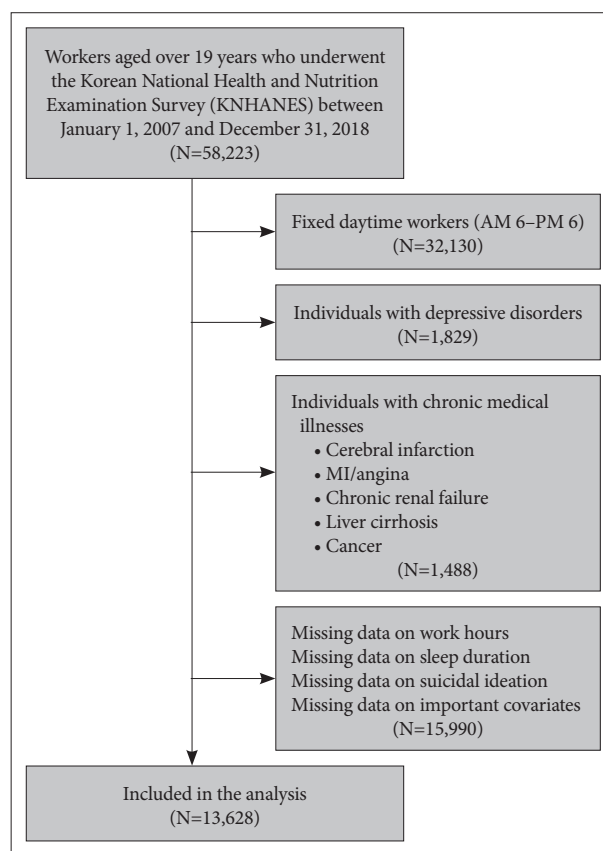 Workers aged over 19 years who underwent
the Korean National Health and Nutrition
Examination Survey (KNHANES) between
January 1, 2007 and December 31, 2018
(N=58,223)
Fixed daytime workers (AM 6–PM 6)
(N=32,130)
Individuals with depressive disorders
(N=1,829)
Individuals with chronic medical
illnesses
• Cerebral infarction
• MI/angina
• Chronic renal failure
• Liver cirrhosis
• Cancer
(N=1,488)
Missing data on work hours
Missing data on sleep duration
Missing data on suicidal ideation
Missing data on important covariates
(N=15,990)
Included in the analysis
(N=13,628)